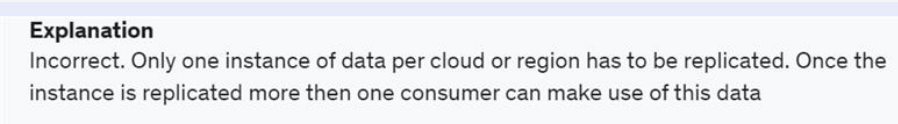 Explanation
Incorrect. Only one instance of data per cloud or region has to be replicated. Once the
instance is replicated more then one consumer can make use of this data